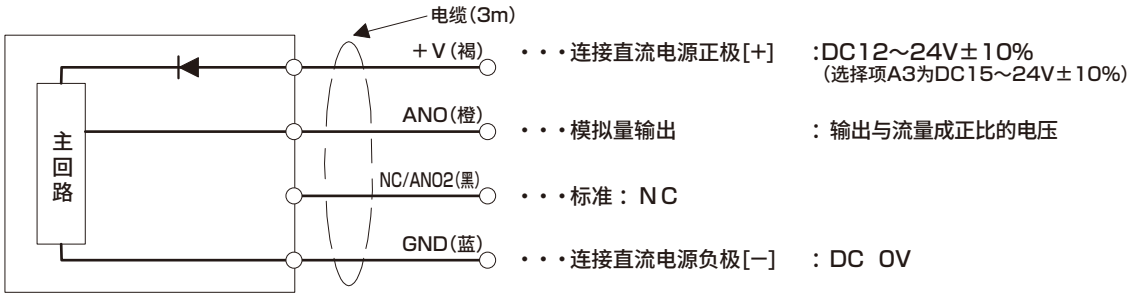 电缆(3m)
+V(褐) ・・・连接直流电源正极[+] :DC12～24V±10%
(选择项A3为DC15～24V±10%)
ANO(橙) ・・・模拟量输出 :输出与流量成正比的电压
主回路
NC/ANO2(黑) ・・・标准:NC
GND(蓝) ・・・连接直流电源负极[−] :DC 0V